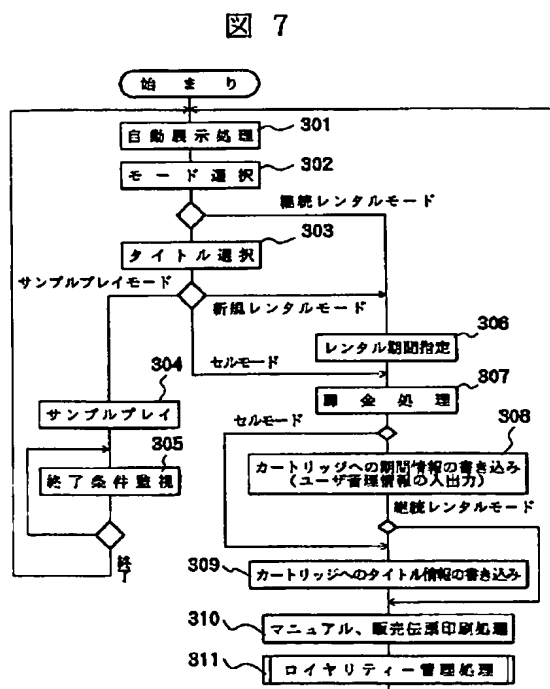 図 7
始まり
自動展示処理
301
モード選択
302
継続レンタルモード
303
タイトル選択
サンプルプレイモード
新規レンタルモード
306
レンタル期間指定
セルモード
304
307
課金処理
サンプルプレイ
セルモード
308
305
終了条件監視
カートリッジへの期間情報の書き込み
(ユーザ管理情報の入出力)
継続レンタルモード
終了
309
カートリッジへのタイトル情報の書き込み
310
マニュアル、販売伝票印刷処理
311
ロイヤリティー管理処理